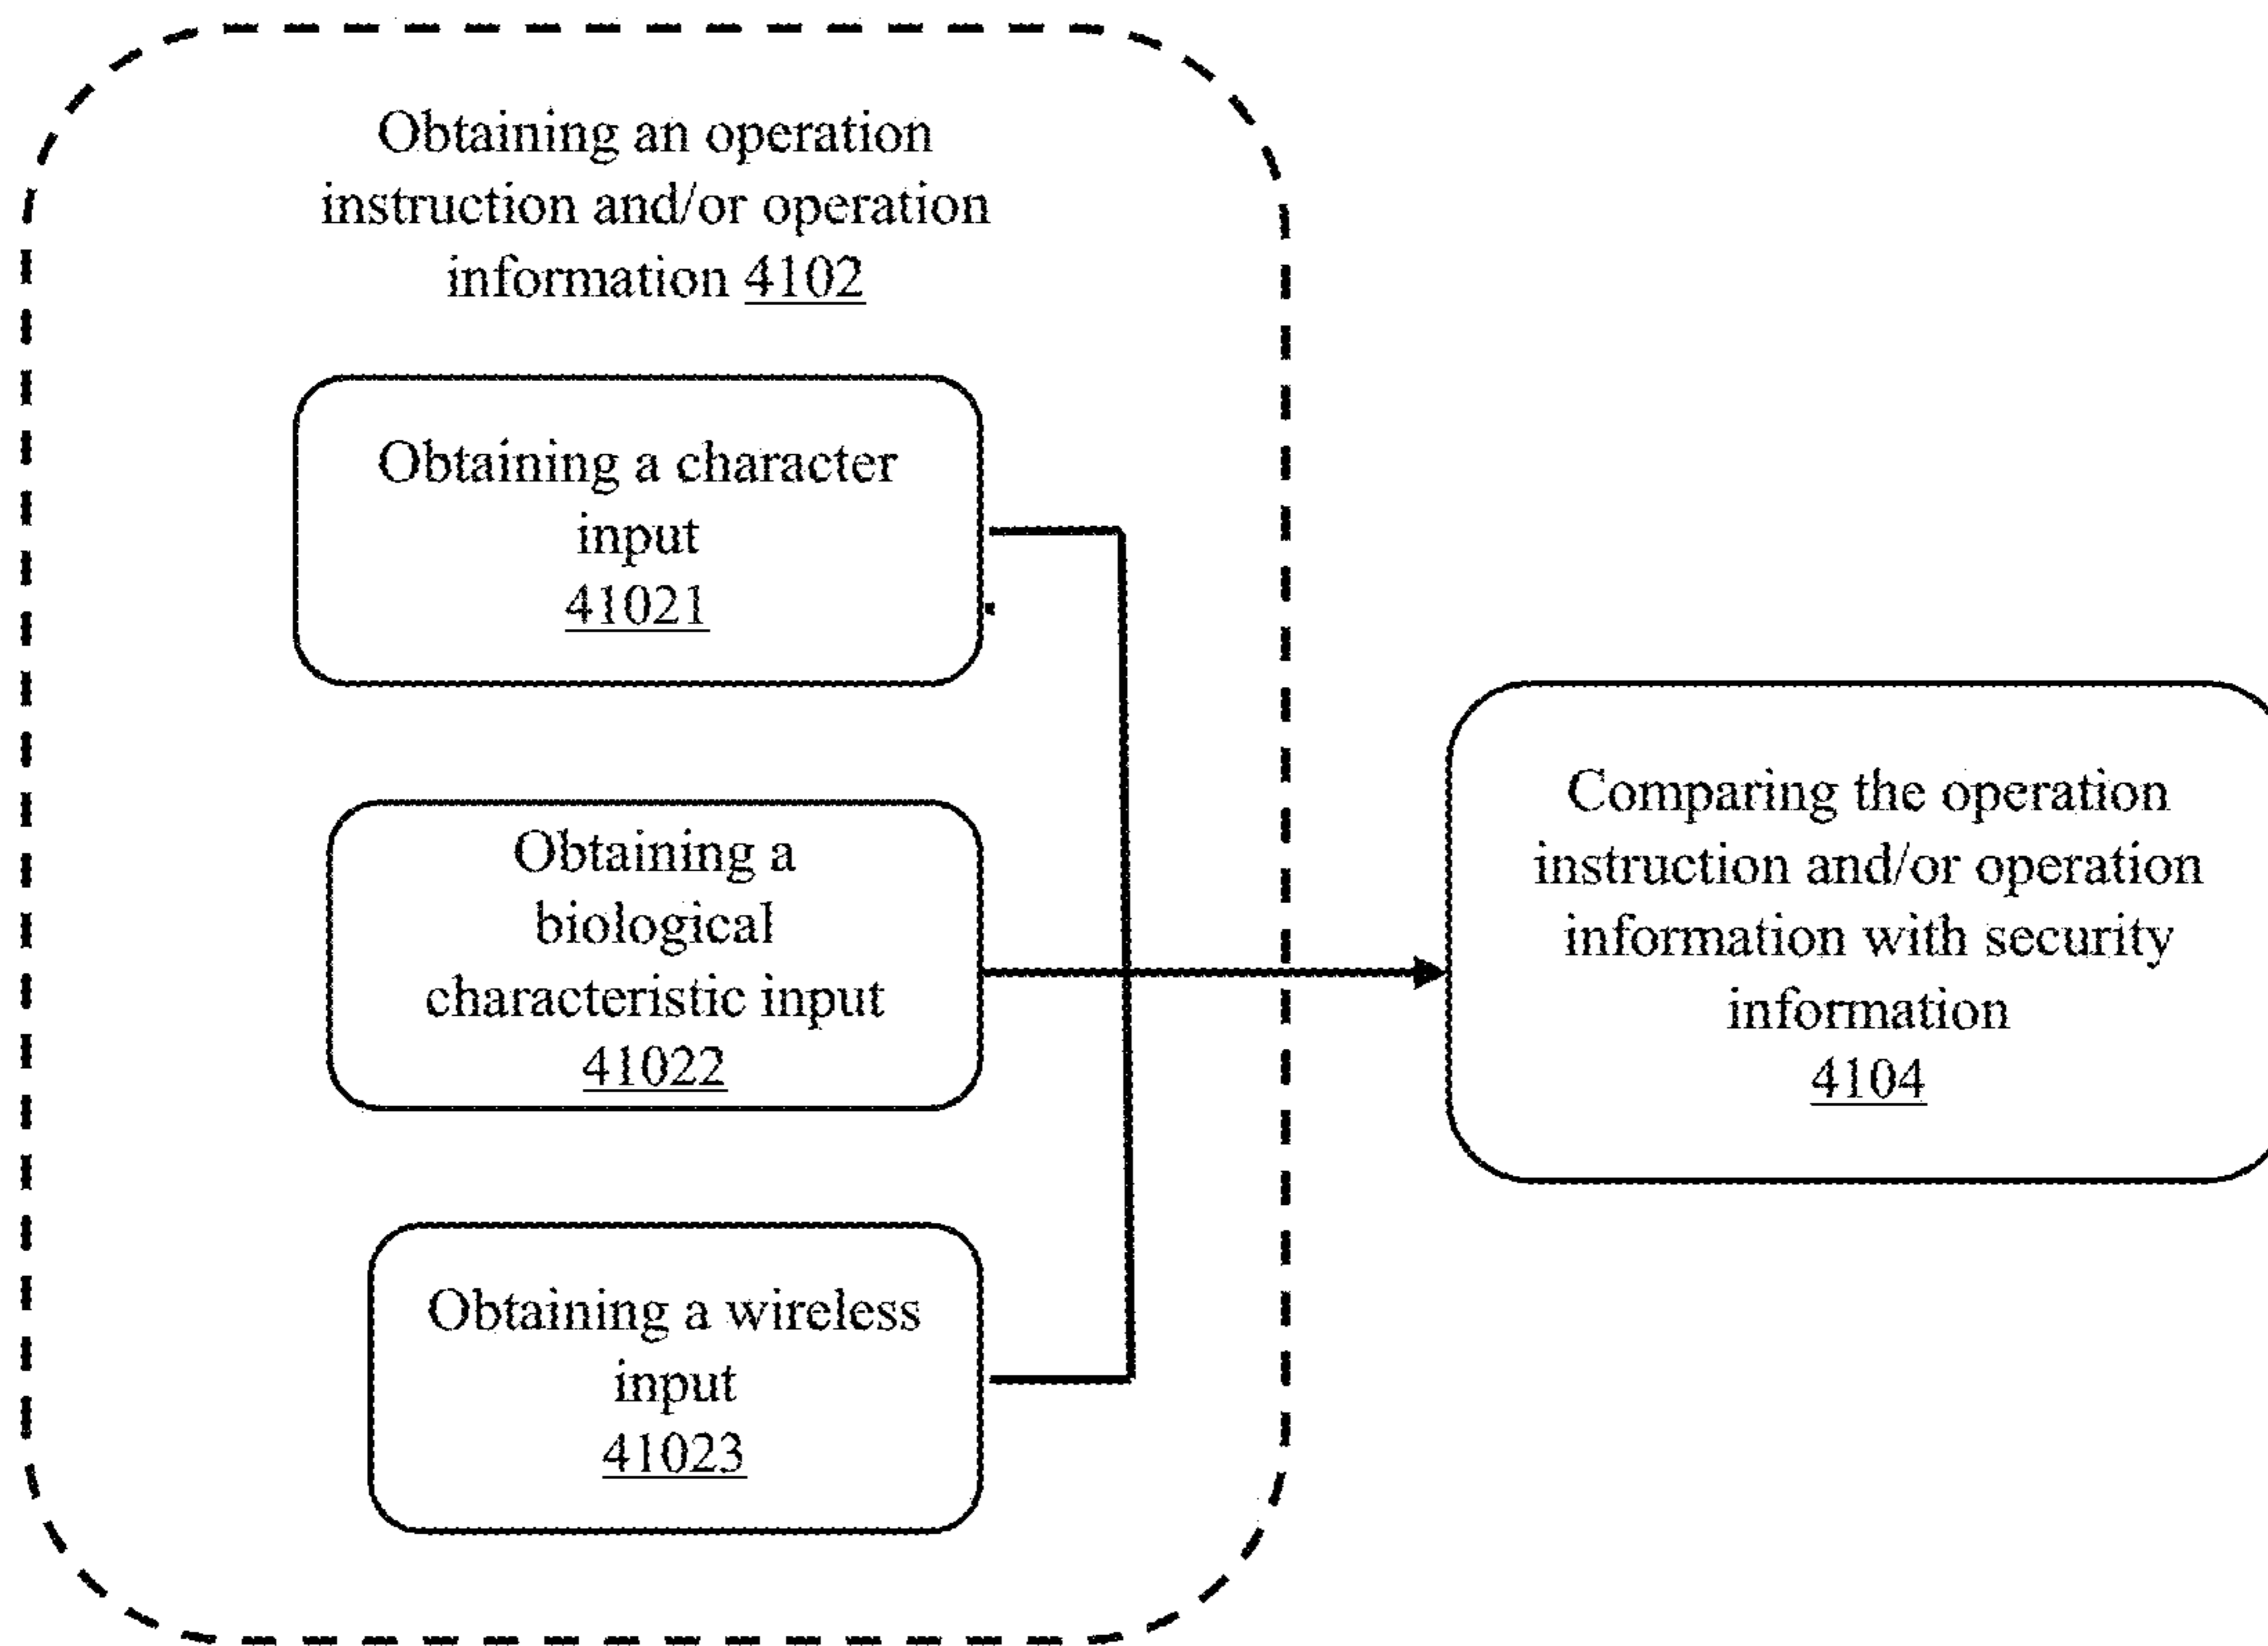 Obtaining an operation
instruction and/or operation
information 4102
Obtaining a character
input
41021
Obtaining a
biological
characteristic input
41022
Obtaining a wireless
input
41023
Comparing the operation
instruction and/or operation
information with security
information
4104